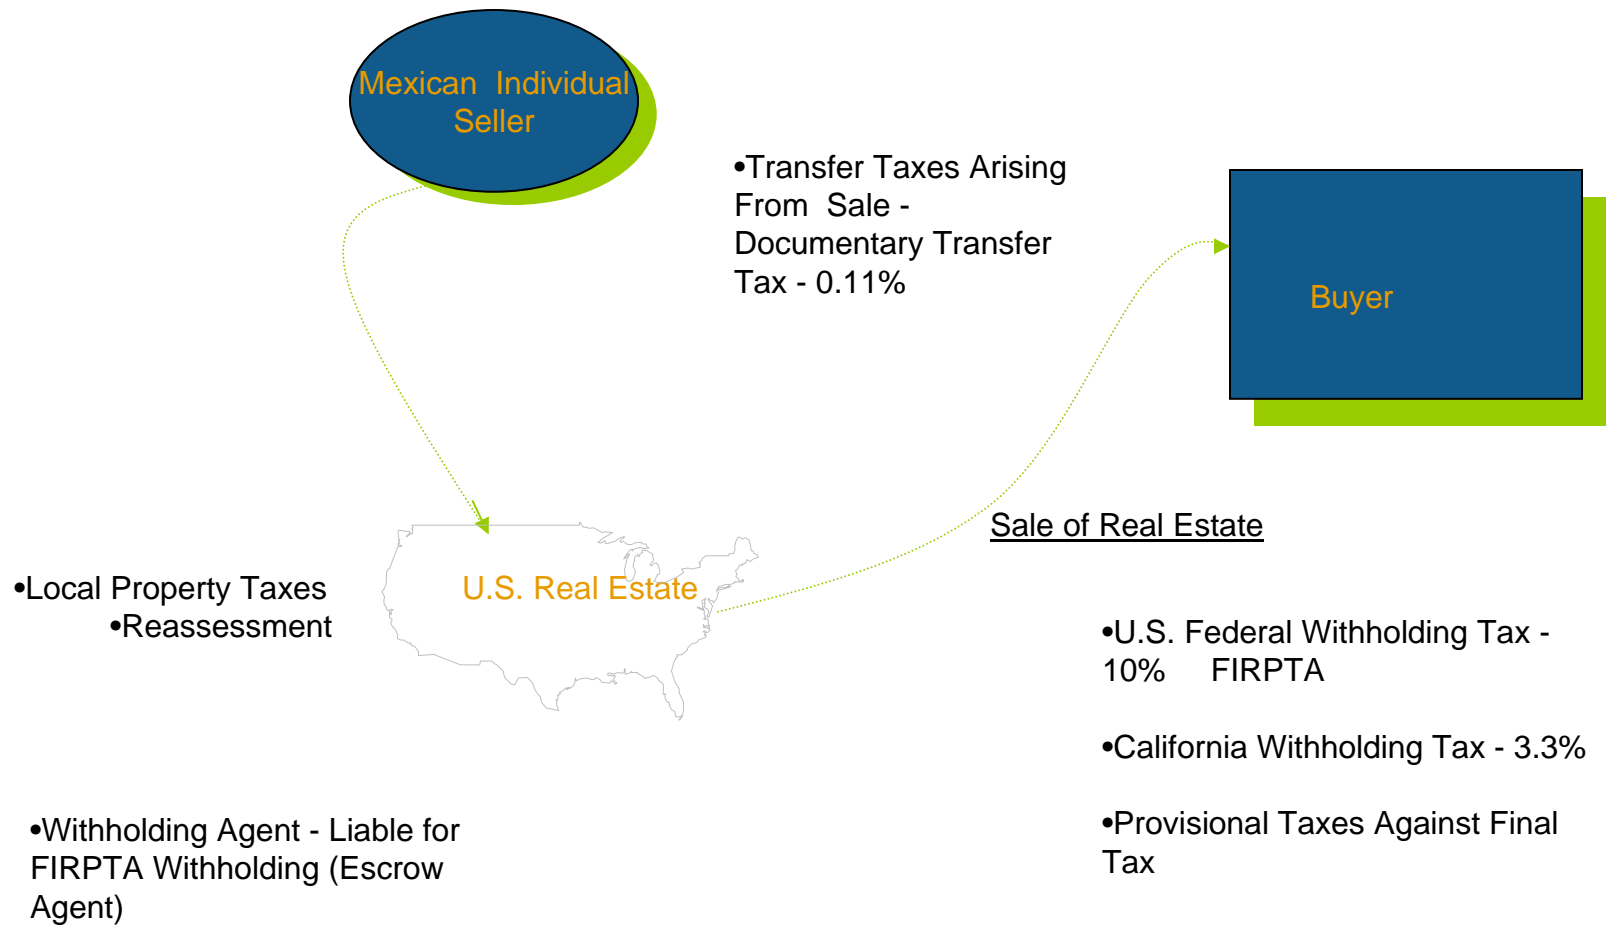 Mexican  Individual
Seller
•Transfer Taxes Arising
From  Sale -
Documentary Transfer
Tax - 0.11%
Buyer
Sale of Real Estate
•Local Property Taxes
•Reassessment
U.S. Real Estate
•U.S. Federal Withholding Tax -
10%     FIRPTA
•California Withholding Tax - 3.3%
•Provisional Taxes Against Final
Tax
•Withholding Agent - Liable for
FIRPTA Withholding (Escrow
Agent)